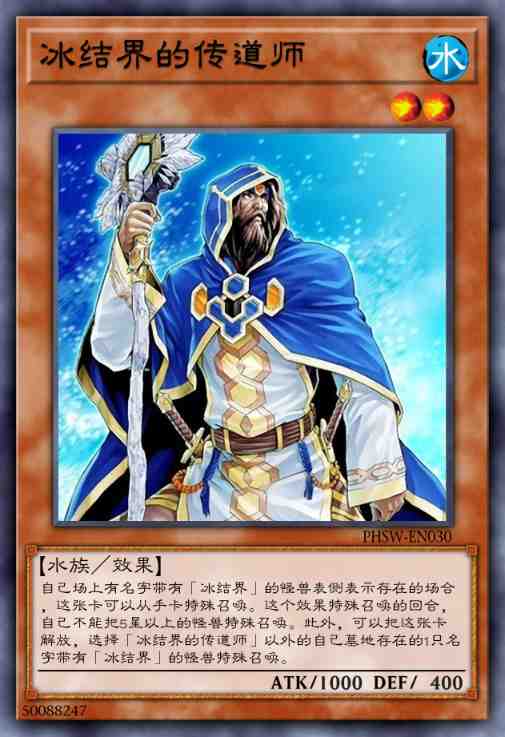 冰结界的传道师
水
PHSW-EN030
【水族／效果】
自己场上有名字带有「冰结界」的怪兽表侧表示存在的场合
，这张卡可以从手卡特殊召唤。这个效果特殊召唤的回合，
自己不能把5星以上的怪兽特殊召唤。此外，可以把这张卡
解放，选择「冰结界的传道师」以外的自己墓地存在的1只名
字带有「冰结界」的怪兽特殊召唤。
ATK/1000 DEF/ 400
50088247